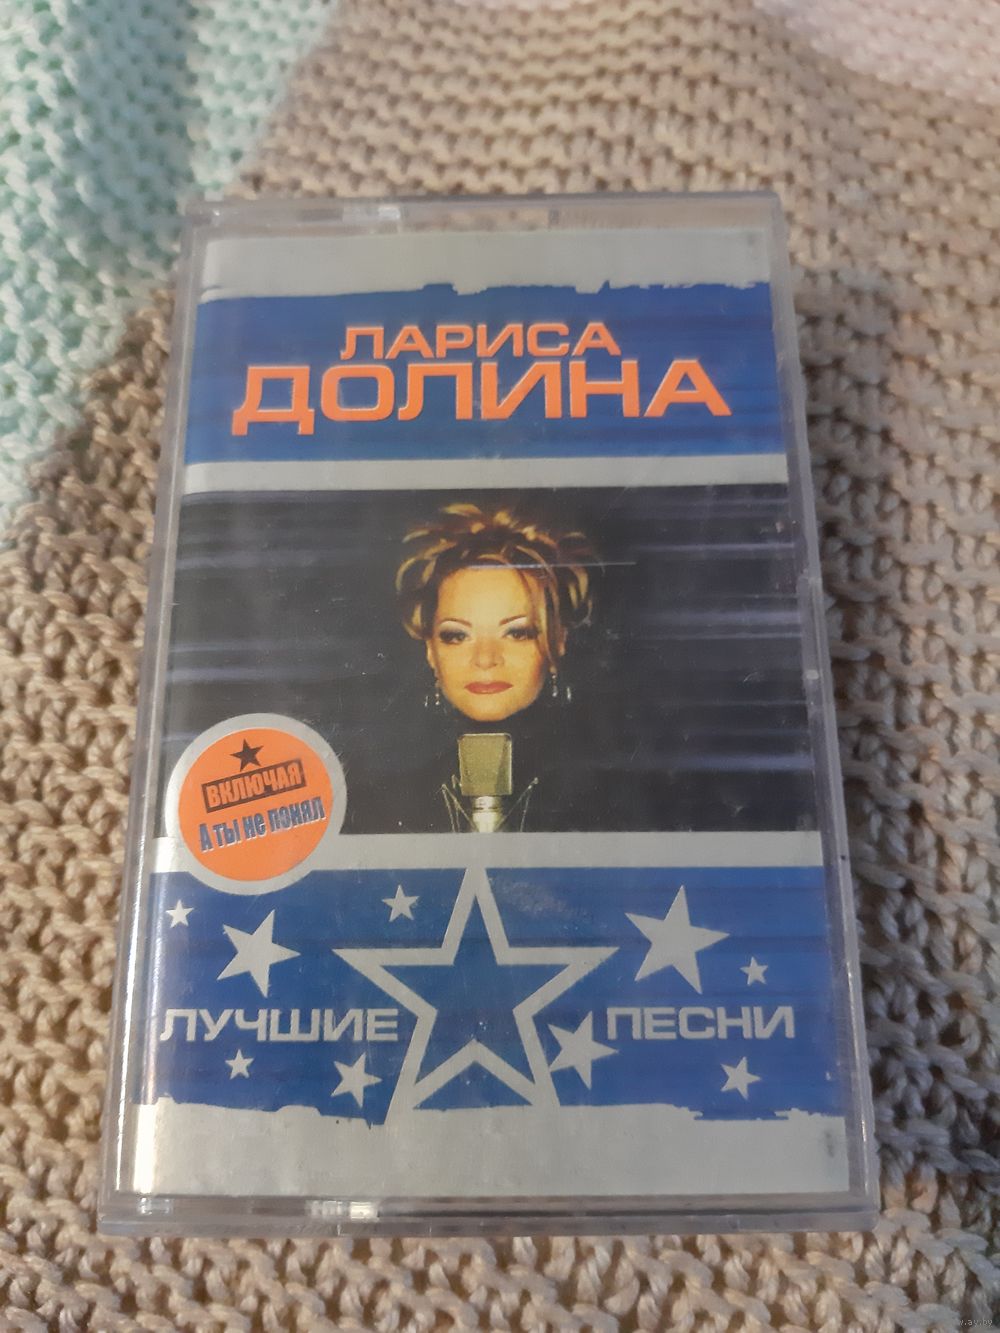 ЛАРИСА
ДОЛИНА
ВКЛЮЧАЯ
А ты не понял
ЛУЧШИЕ ПЕСНИ